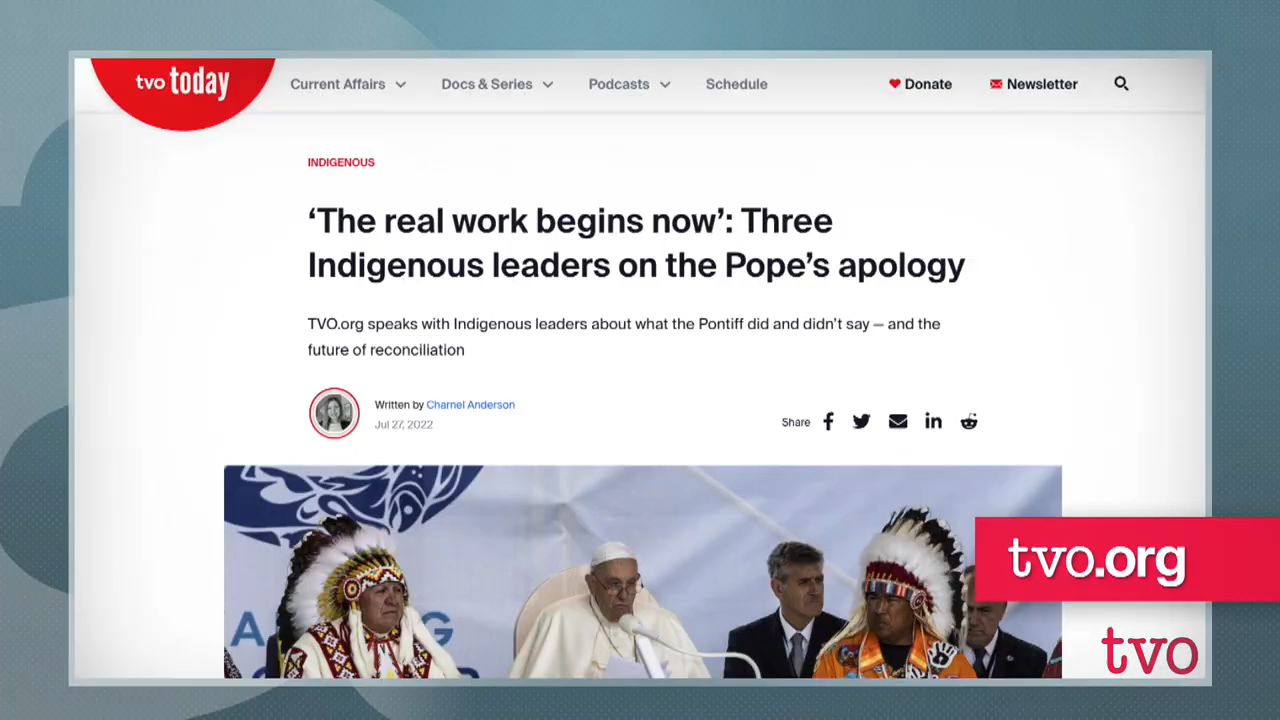 tvo today
Current Affairs
Docs & Series
Podcasts
Schedule
Donate
Newsletter
INDIGENOUS
‘The real work begins now’: Three
Indigenous leaders on the Pope’s apology
TVO.org speaks with Indigenous leaders about what the Pontiff did and didn’t say — and the
future of reconciliation
Written by Charnel Anderson
Jul 27, 2022
Share
tvo.org
tvo